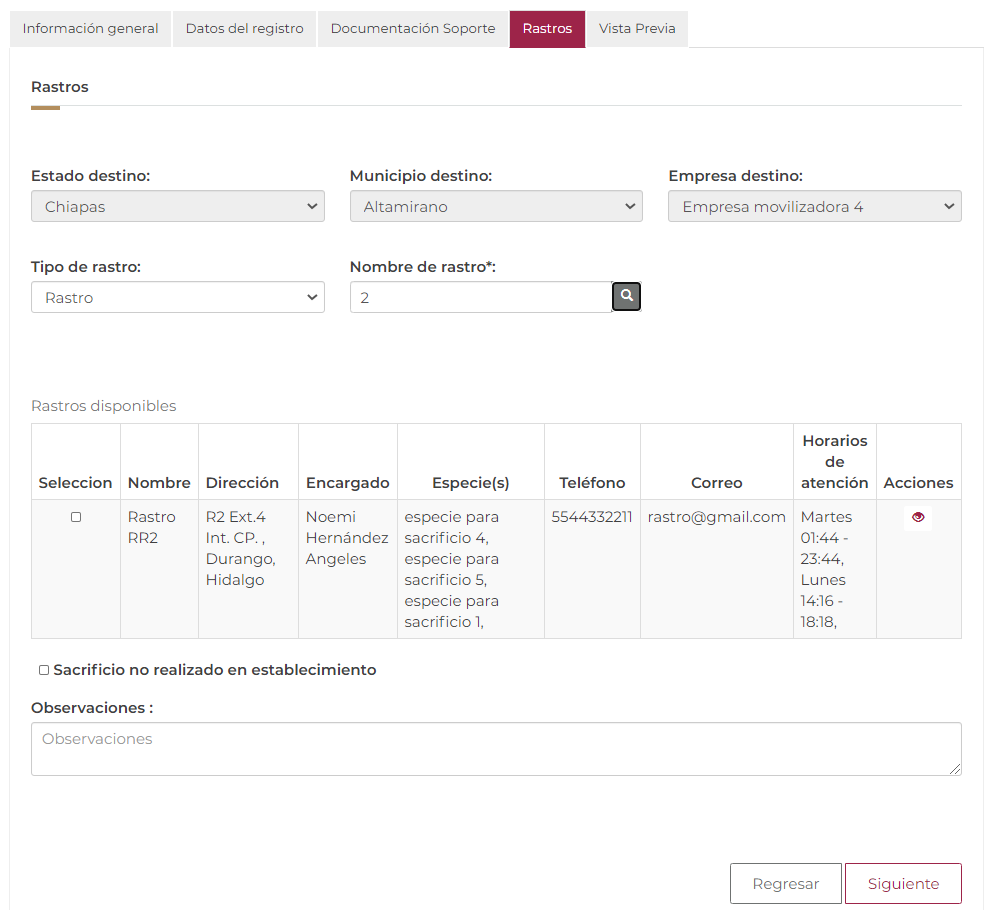 Información general Datos del registro Documentación Soporte Rastros Vista Previa
Rastros
Estado destino: Municipio destino: Empresa destino:
Chiapas Altamirano Empresa movilizadora 4
Tipo de rastro: Nombre de rastro*:
Rastro 2
Rastros disponibles
Seleccion Nombre Dirección Encargado Especie(s) Teléfono Correo Horarios de atención Acciones
Rastro RR2
R2 Ext.4
Int. CP. ,
Durango,
Hidalgo
Noemi
Hernández
Angeles
especie para
sacrificio 4,
especie para
sacrificio 5,
especie para
sacrificio 1,
5544332211
rastro@gmail.com
Martes
01:44 -
23:44,
Lunes
14:16 -
18:18,
Sacrificio no realizado en establecimiento
Observaciones :
Observaciones
Regresar Siguiente